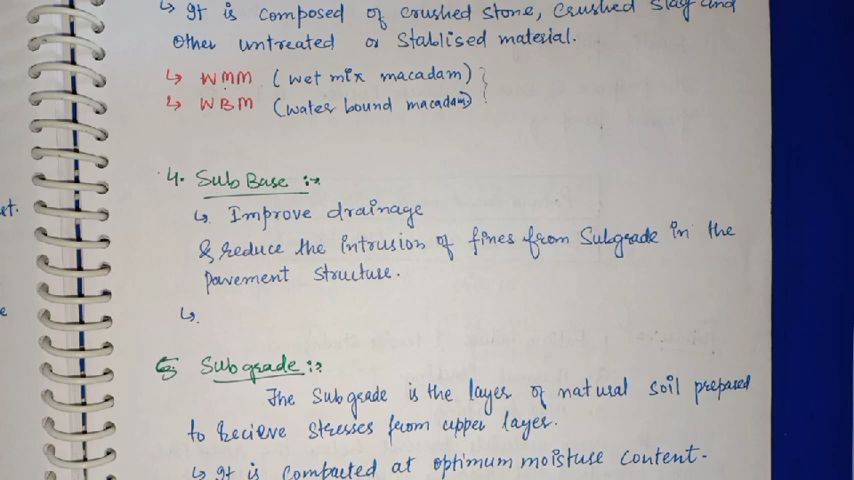 ↳ It is composed of crushed stone, crushed slag and
other untreated or stablised material.
↳ WMM (wet mix macadam)
↳ WBM (water bound macadam)
4. Sub Base :-
↳ Improve drainage
& reduce the intrusion of fines from Subgrade in the
pavement structure.
↳.
et.
e
Subgrade :-
The Subgrade is the layer of natural soil prepared
to recieve stresses from upper layer.
↳ It is compacted at optimum moisture content.